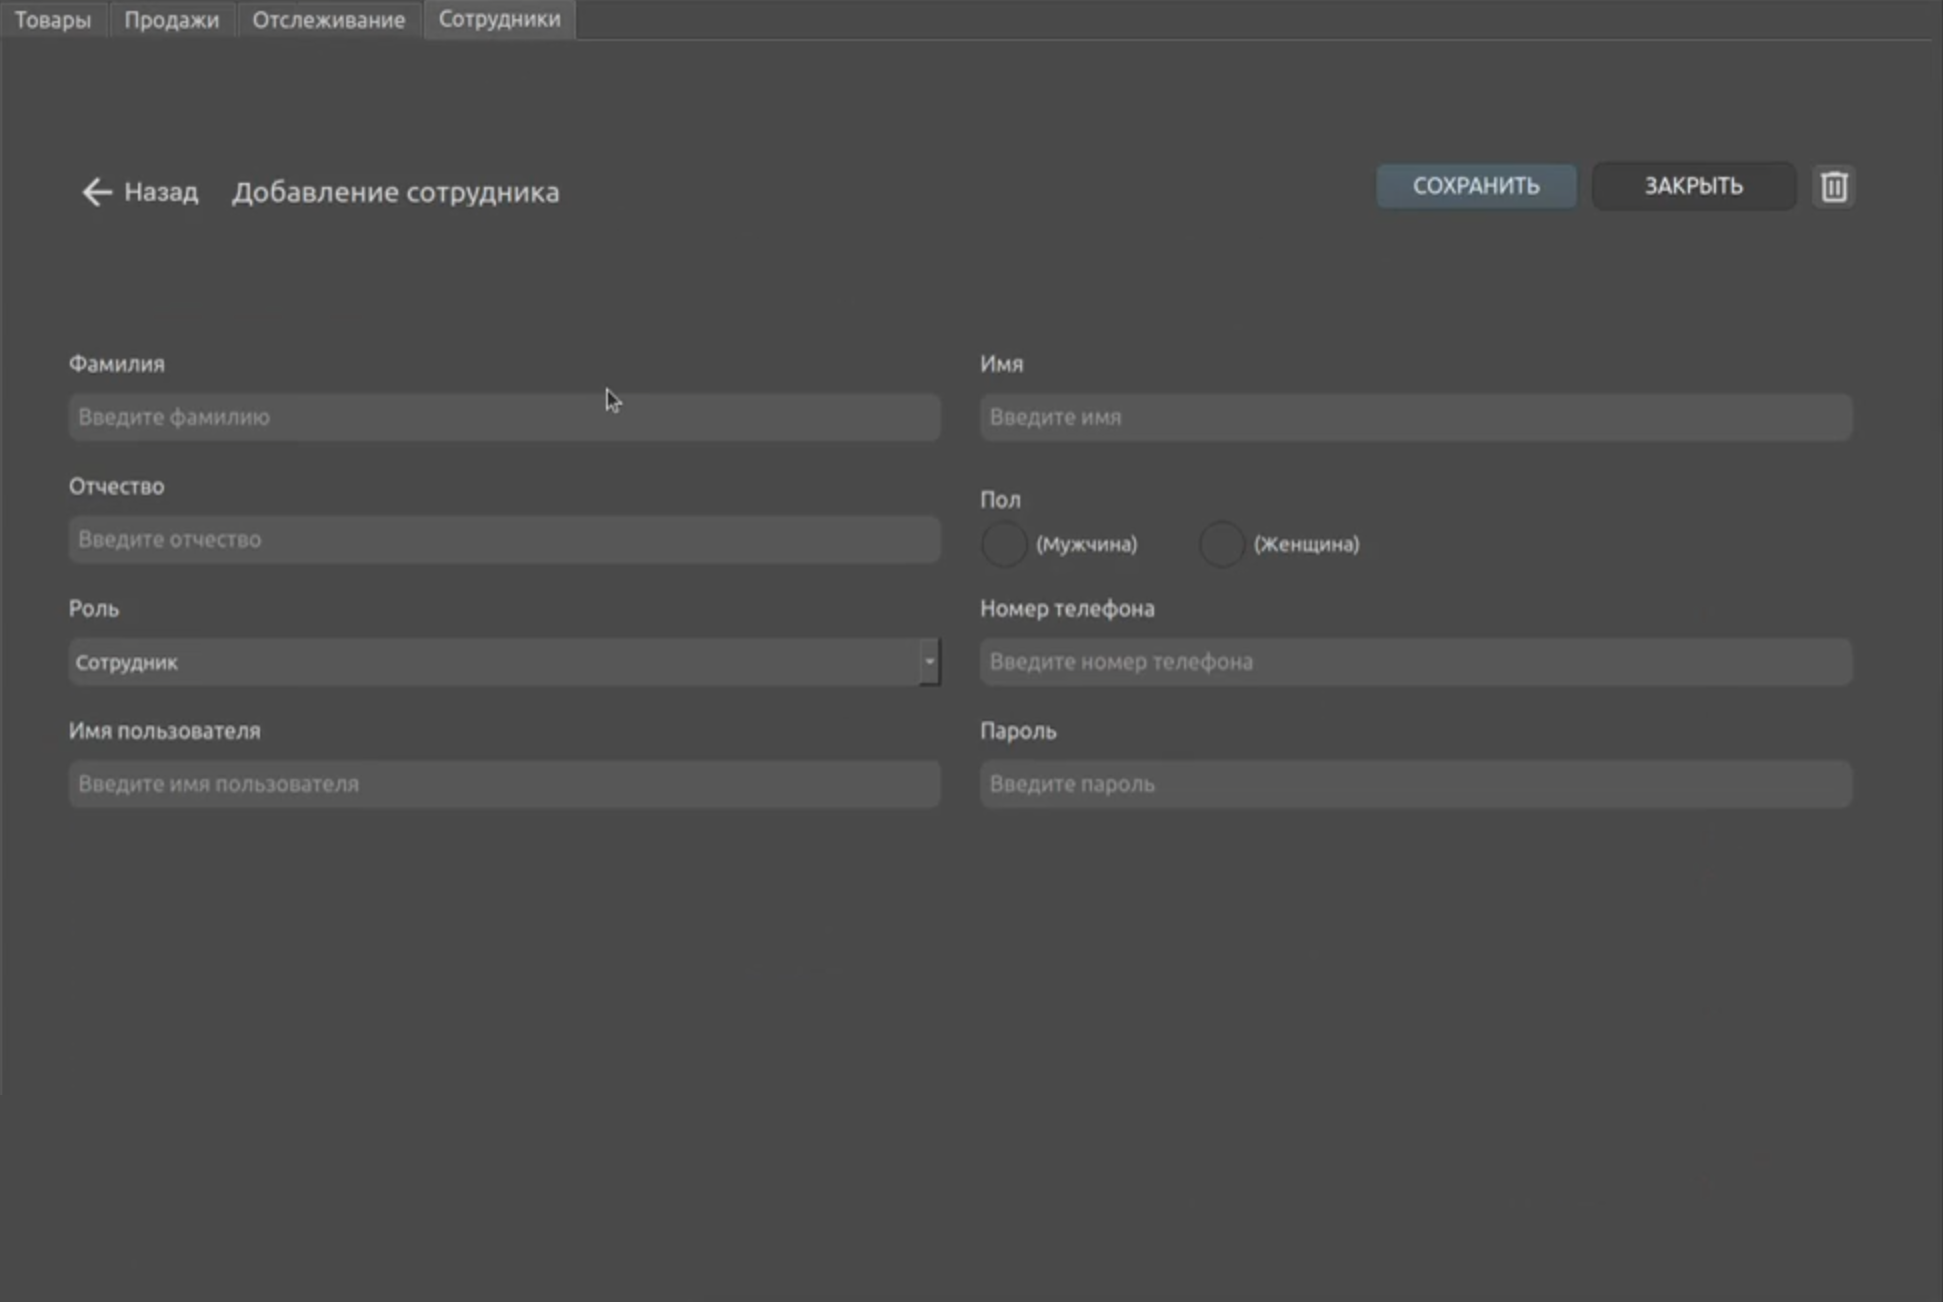 Товары Продажи Отслеживание Сотрудники
Назад Добавление сотрудника СОХРАНИТЬ ЗАКРЫТЬ
Фамилия Имя
Введите фамилию Введите имя
Отчество Пол
Введите отчество (Мужчина) (Женщина)
Роль Номер телефона
Сотрудник Введите номер телефона
Имя пользователя Пароль
Введите имя пользователя Введите пароль